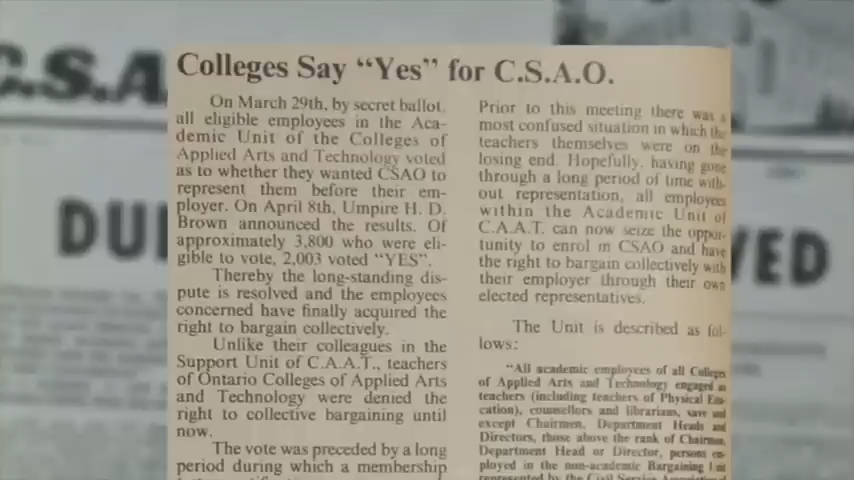 C.S.A
DU
VED
Colleges Say "Yes" for C.S.A.O.
On March 29th, by secret ballot,
all eligible employees in the Aca-
demic Unit of the Colleges of
Applied Arts and Technology voted
as to whether they wanted CSAO to
represent them before their em-
ployer. On April 8th, Umpire H. D.
Brown announced the results. Of
approximately 3,800 who were eli-
gible to vote, 2,003 voted "YES".
Thereby the long-standing dis-
pute is resolved and the employees
concerned have finally acquired the
right to bargain collectively.
Unlike their colleagues in the
Support Unit of C.A.A.T., teachers
of Ontario Colleges of Applied Arts
and Technology were denied the
right to collective bargaining until
now.
The vote was preceded by a long
period during which a membership
Prior to this meeting there was a
most confused situation in which the
teachers themselves were on the
losing end. Hopefully, having gone
through a long period of time with-
out representation, all employees
within the Academic Unit of
C.A.A.T. can now seize the oppor-
tunity to enrol in CSAO and have
the right to bargain collectively with
their employer through their own
elected representatives.
The Unit is described as fol-
lows:
"All academic employees of all Colleges
of Applied Arts and Technology engaged as
teachers (including teachers of Physical Edu-
cation), counsellors and librarians, save and
except Chairmen, Department Heads and
Directors, those above the rank of Chairman,
Department Head or Director, persons em-
ployed in the non-academic Bargaining Unit
represented by the Civil Service